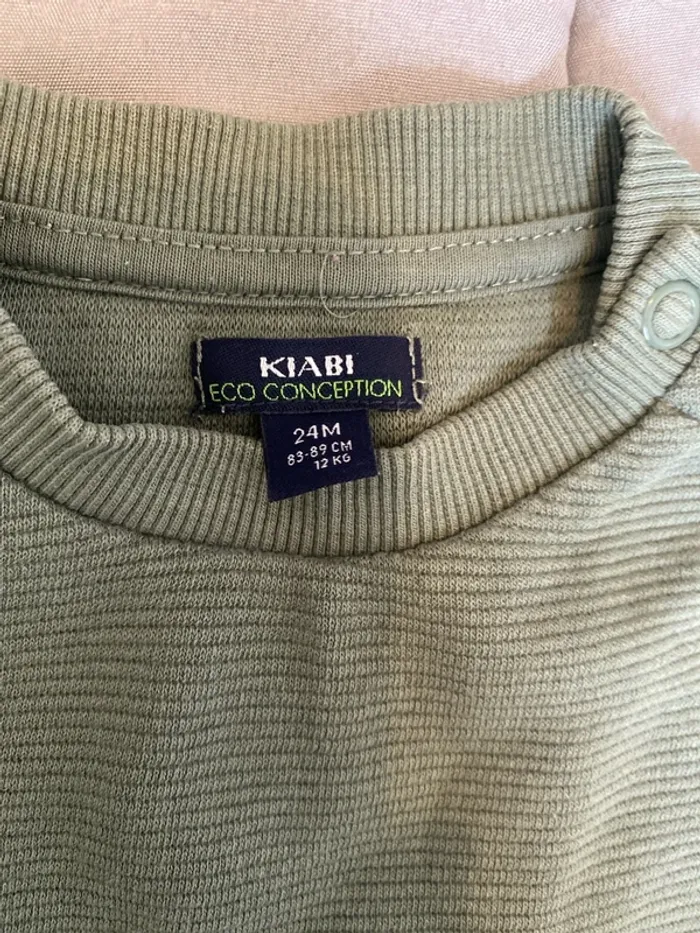 KIABI
ECO CONCEPTION
24M
83-89 CM
12 KG